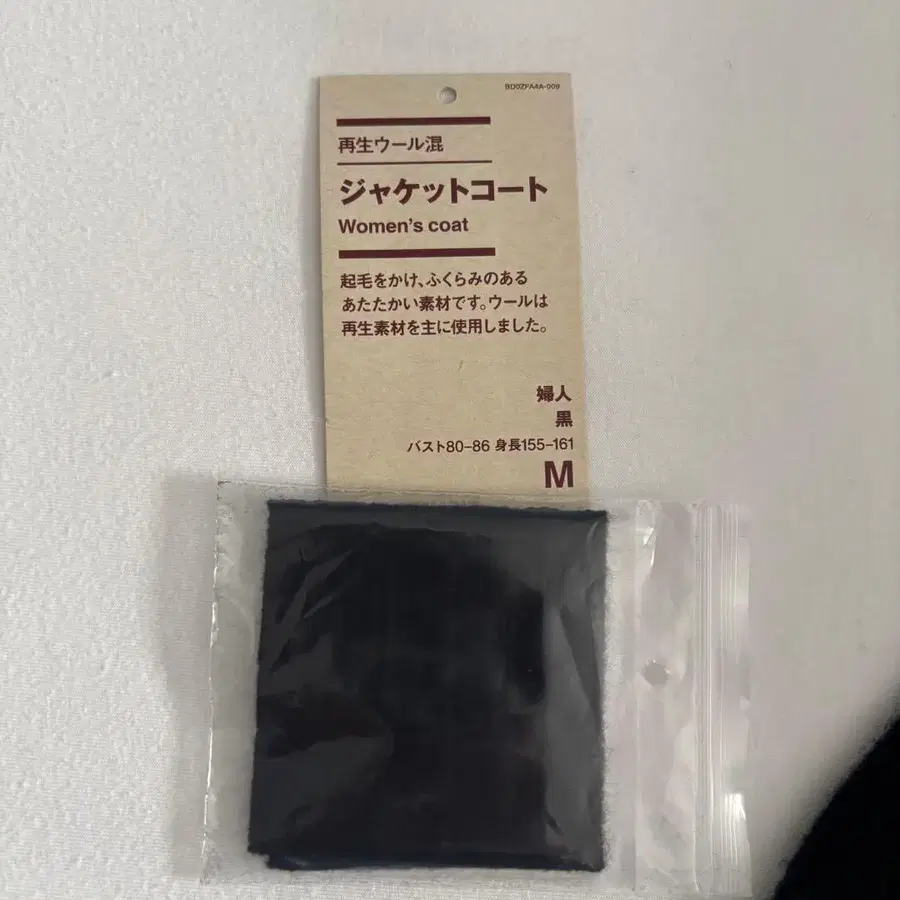 BD0ZFA4A-009
再生ウール混
ジャケットコート
Women's coat
起毛をかけ、ふくらみのある
あたたかい素材です。ウールは
再生素材を主に使用しました。
婦人
黒
バスト80–86 身長155–161
M